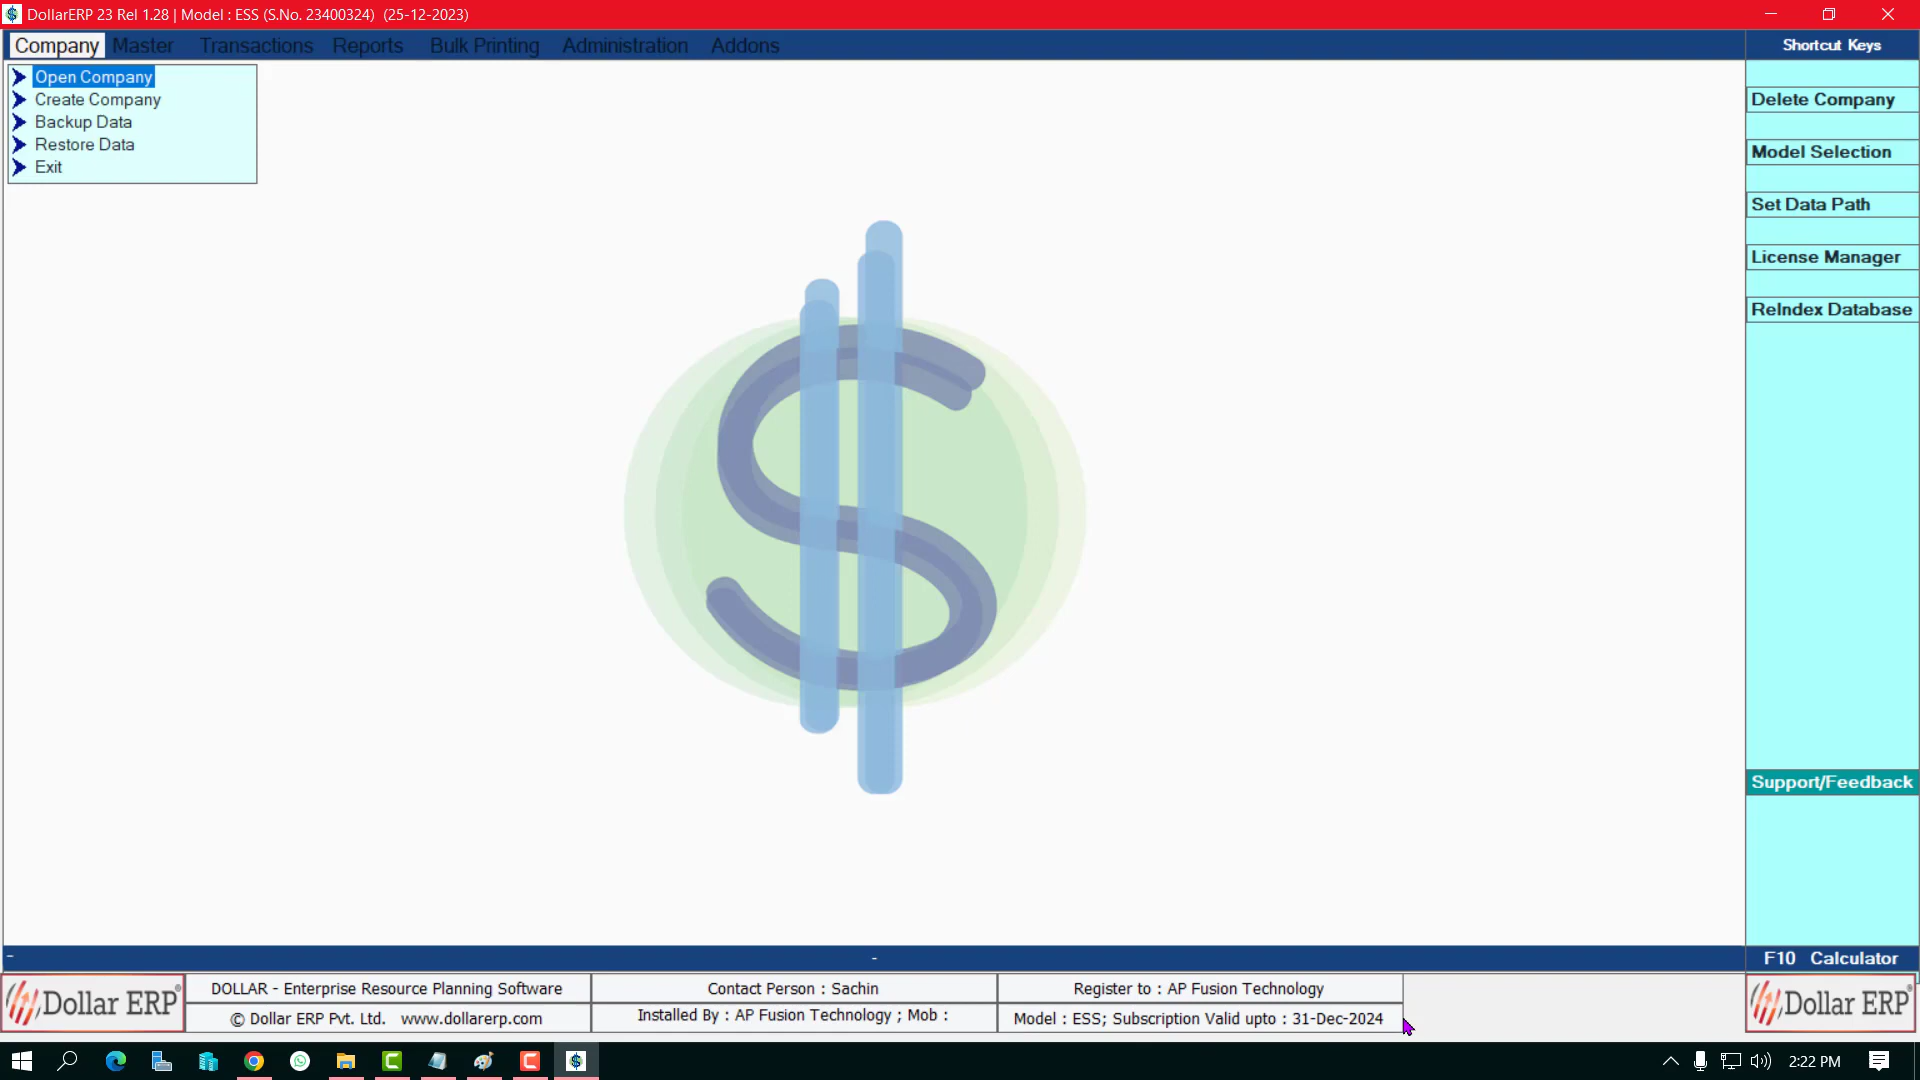 DollarERP 23 Rel 1.28 | Model : ESS (S.No. 23400324)  (25-12-2023)
Company Master Transactions Reports Bulk Printing Administration Addons
Shortcut Keys
Open Company
Create Company
Backup Data
Restore Data
Exit
Delete Company
Model Selection
Set Data Path
License Manager
ReIndex Database
Support/Feedback
- -
F10 Calculator
Dollar ERP®
DOLLAR - Enterprise Resource Planning Software
© Dollar ERP Pvt. Ltd. www.dollarerp.com
Contact Person : Sachin
Installed By : AP Fusion Technology ; Mob :
Register to : AP Fusion Technology
Model : ESS; Subscription Valid upto : 31-Dec-2024
Dollar ERP®
2:22 PM